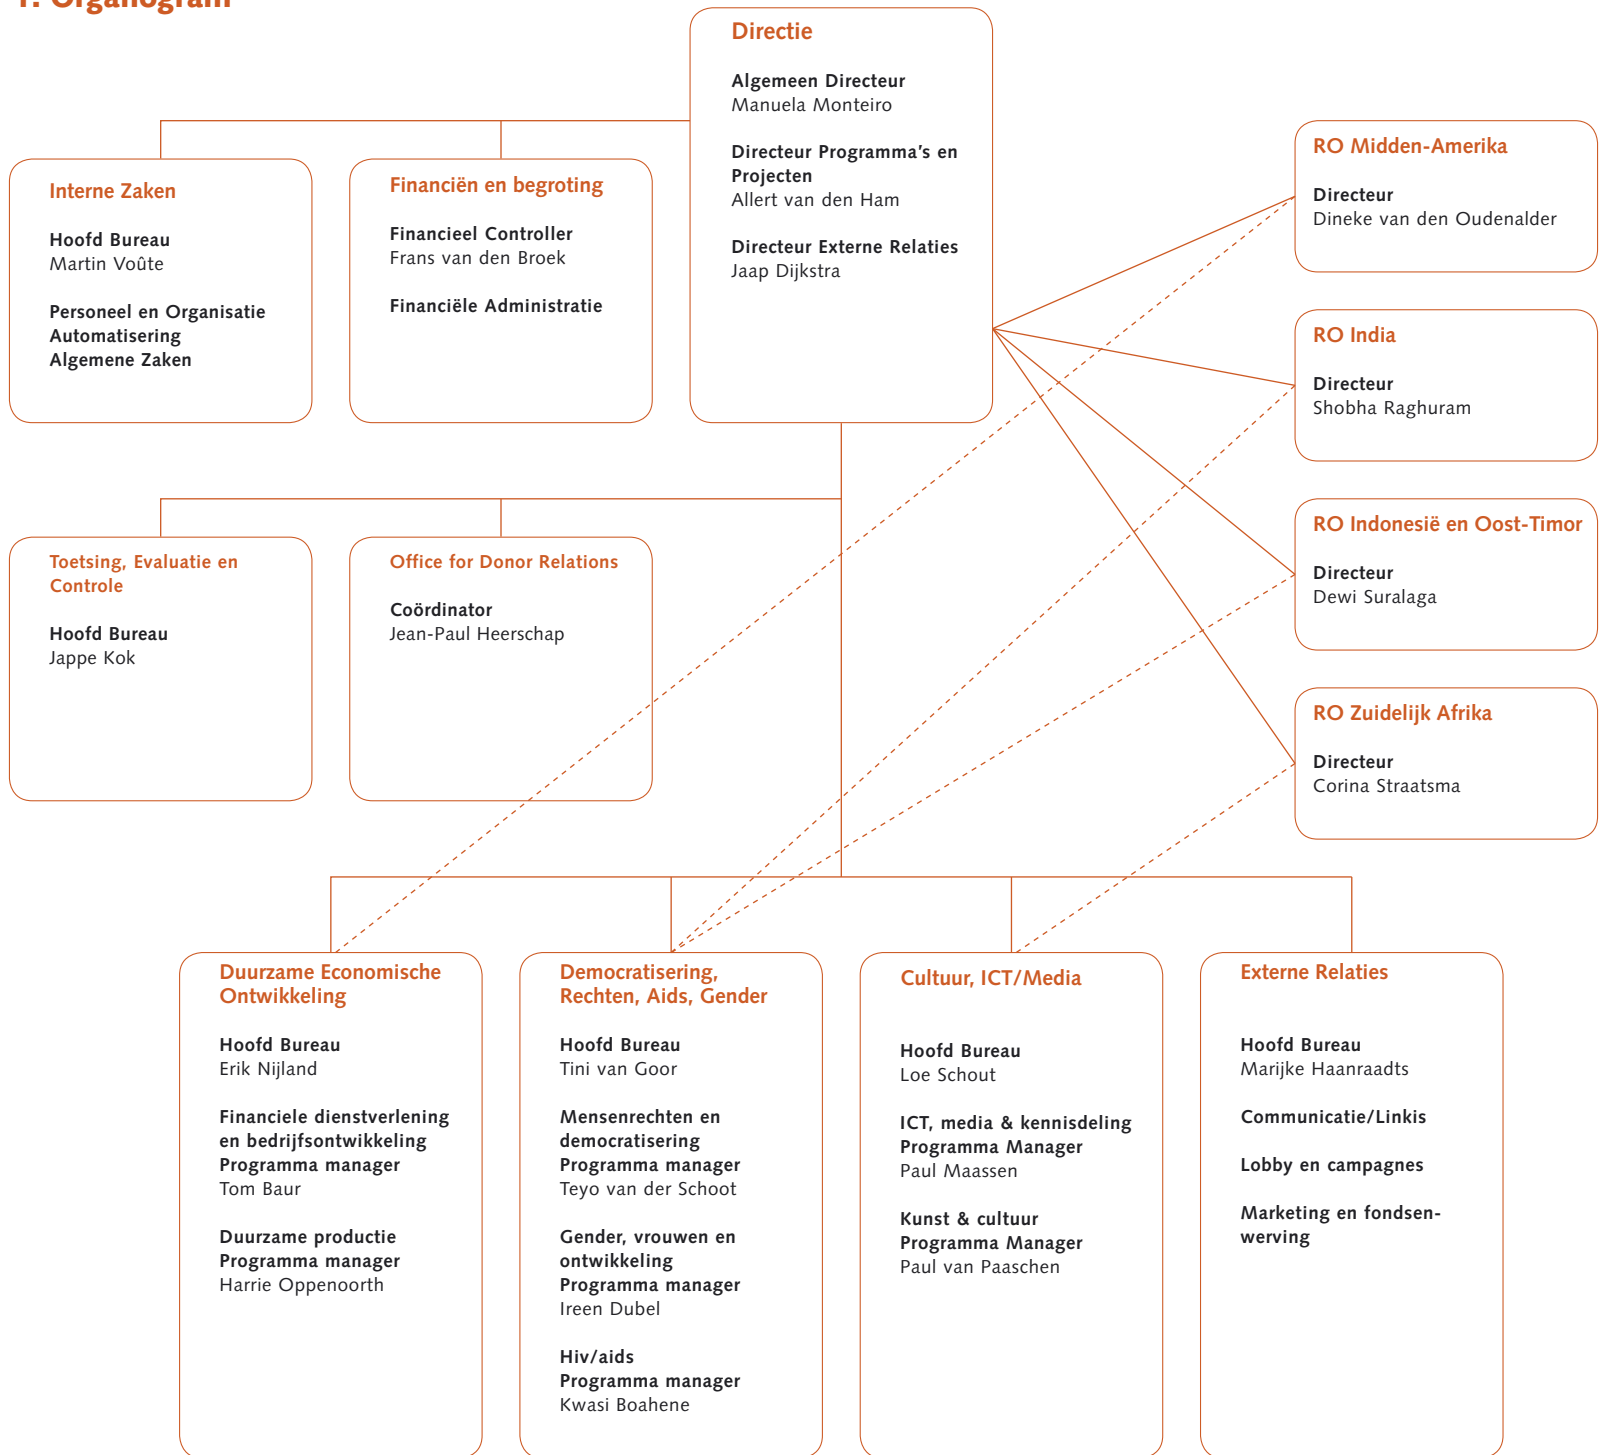 1. Organogram
Directie
Algemeen Directeur
Manuela Monteiro
Directeur Programma's en
Projecten
Allert van den Ham
Directeur Externe Relaties
Jaap Dijkstra
Interne Zaken
Hoofd Bureau
Martin Voûte
Personeel en Organisatie
Automatisering
Algemene Zaken
Financiën en begroting
Financieel Controller
Frans van den Broek
Financiële Administratie
RO Midden-Amerika
Directeur
Dineke van den Oudenalder
RO India
Directeur
Shobha Raghuram
RO Indonesië en Oost-Timor
Directeur
Dewi Suralaga
RO Zuidelijk Afrika
Directeur
Corina Straatsma
Toetsing, Evaluatie en
Controle
Hoofd Bureau
Jappe Kok
Office for Donor Relations
Coördinator
Jean-Paul Heerschap
Duurzame Economische
Ontwikkeling
Hoofd Bureau
Erik Nijland
Financiele dienstverlening
en bedrijfsontwikkeling
Programma manager
Tom Baur
Duurzame productie
Programma manager
Harrie Oppenoorth
Democratisering,
Rechten, Aids, Gender
Hoofd Bureau
Tini van Goor
Mensenrechten en
democratisering
Programma manager
Teyo van der Schoot
Gender, vrouwen en
ontwikkeling
Programma manager
Ireen Dubel
Hiv/aids
Programma manager
Kwasi Boahene
Cultuur, ICT/Media
Hoofd Bureau
Loe Schout
ICT, media & kennisdeling
Programma Manager
Paul Maassen
Kunst & cultuur
Programma Manager
Paul van Paaschen
Externe Relaties
Hoofd Bureau
Marijke Haanraadts
Communicatie/Linkis
Lobby en campagnes
Marketing en fondsen-
werving